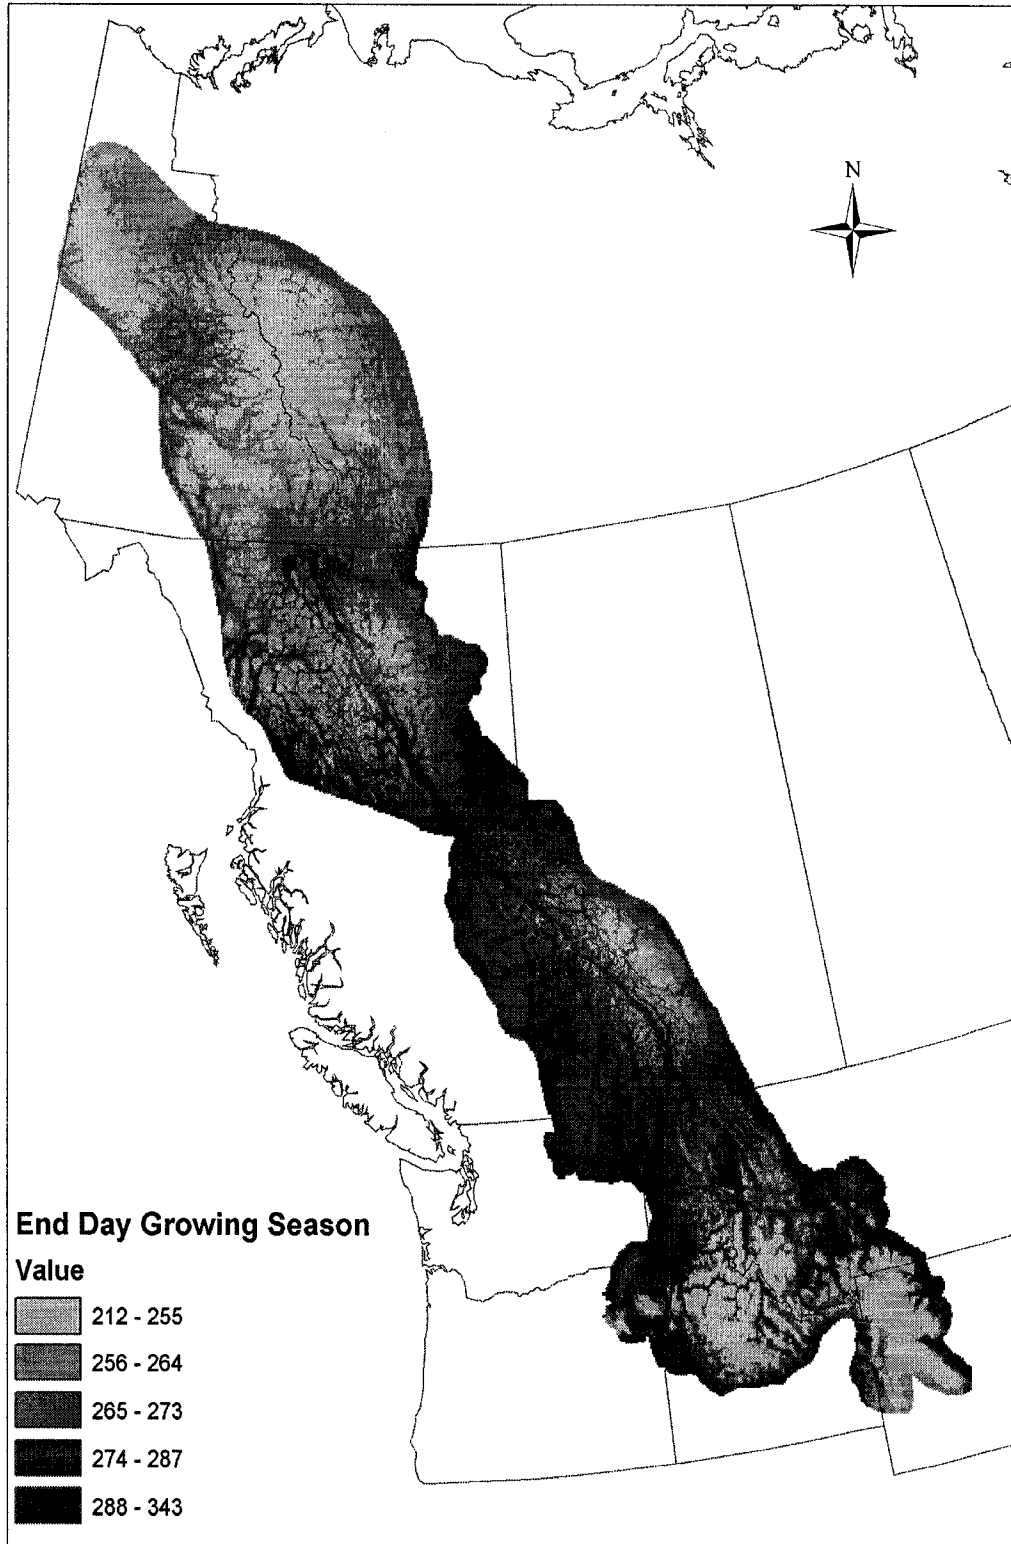 N
End Day Growing Season
Value
212 - 255
256 - 264
265 - 273
274 - 287
288 - 343